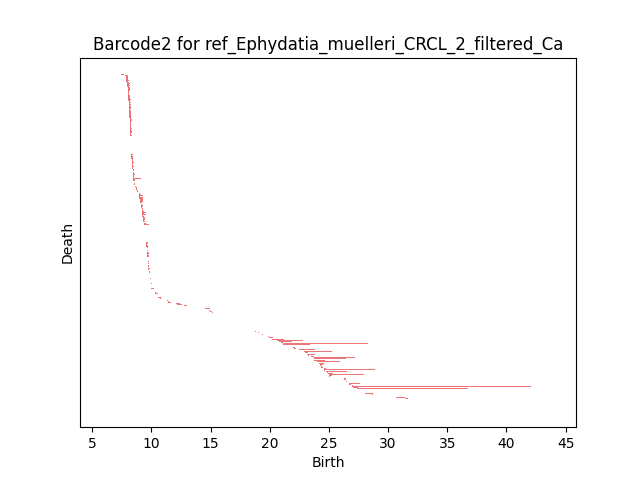 Barcode2 for ref_Ephydatia_muelleri_CRCL_2_filtered_Ca
Death
5 10 15 20 25 30 35 40 45
Birth